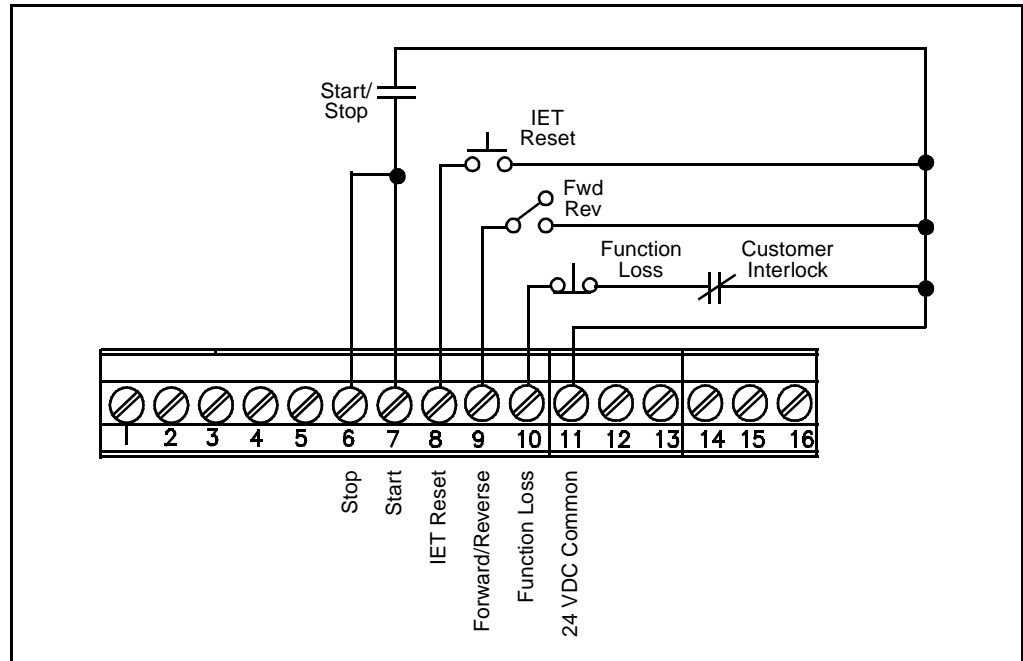 Start/
Stop
IET
Reset
Fwd
Rev
Function
Loss
Customer
Interlock
1 2 3 4 5 6 7 8 9 10 11 12 13 14 15 16
Stop
Start
IET Reset
Forward/Reverse
Function Loss
24 VDC Common